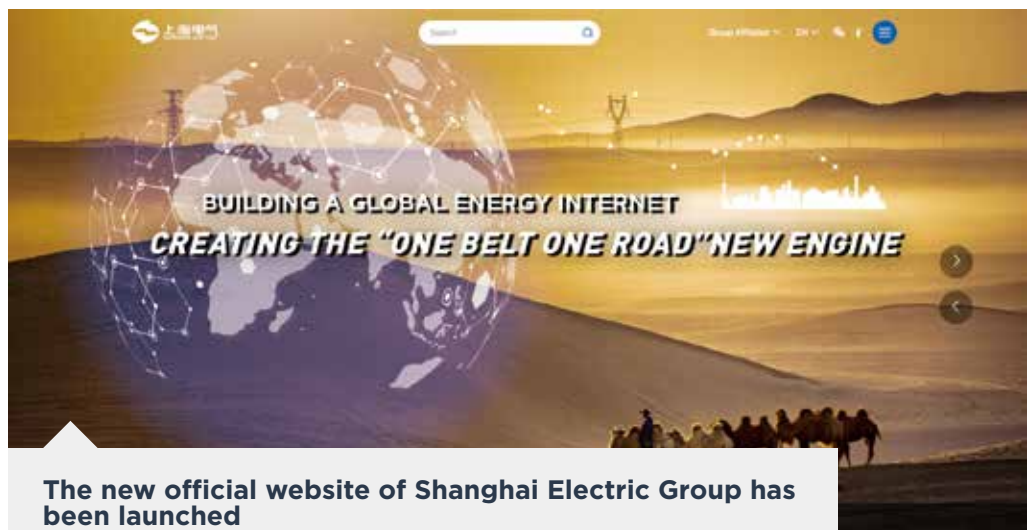 上海电气
Search
EN
BUILDING A GLOBAL ENERGY INTERNET
CREATING THE “ONE BELT ONE ROAD”NEW ENGINE
The new official website of Shanghai Electric Group has
been launched